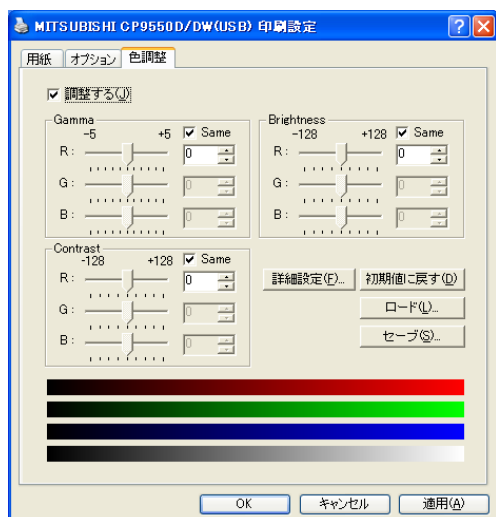 MITSUBISHI CP9550D/DW(USB) 印刷設定
用紙 オプション 色調整
調整する(J)
Gamma
-5 +5 Same
R: 0
G: 0
B: 0
Brightness
-128 +128 Same
R: 0
G: 0
B: 0
Contrast
-128 +128 Same
R: 0
G: 0
B: 0
詳細設定(F)... 初期値に戻す(D)
ロード(L)...
セーブ(S)...
OK キャンセル 適用(A)